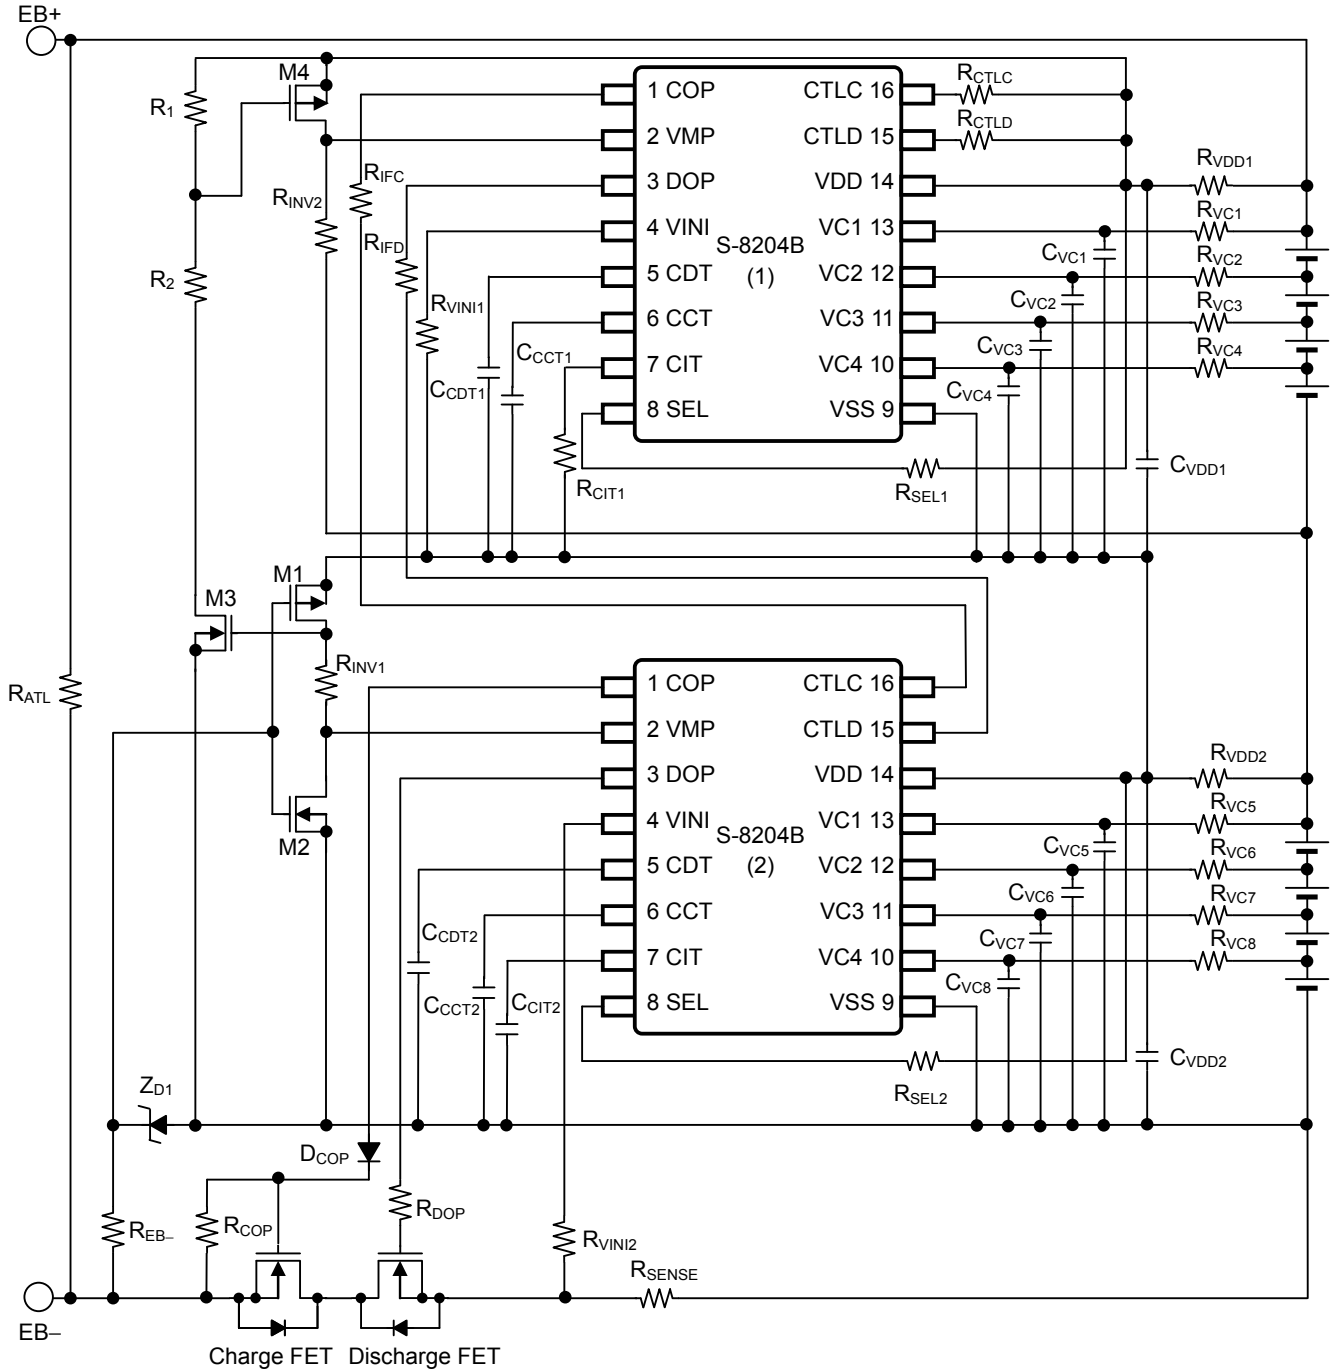 EB+
M4
R1
1 COP
CTLC 16
RCTLC
2 VMP
CTLD 15
RCTLD
RIFC
3 DOP
VDD 14
RVDD1
RINV2
4 VINI
VC1 13
RVC1
RIFD
S-8204B
(1)
CVC1
R2
5 CDT
VC2 12
RVC2
RVINI1
CVC2
6 CCT
VC3 11
RVC3
CCCT1
CVC3
7 CIT
VC4 10
RVC4
CCDT1
CVC4
8 SEL
VSS 9
CVDD1
RCIT1
RSEL1
M1
M3
RINV1
RATL
1 COP
CTLC 16
2 VMP
CTLD 15
3 DOP
VDD 14
RVDD2
4 VINI
VC1 13
RVC5
M2
S-8204B
(2)
CVC5
5 CDT
VC2 12
RVC6
CVC6
6 CCT
VC3 11
RVC7
CCDT2
CVC7
7 CIT
VC4 10
RVC8
CCCT2
CCIT2
CVC8
8 SEL
VSS 9
CVDD2
ZD1
RSEL2
DCOP
RDOP
REB–
RCOP
RVINI2
RSENSE
EB–
Charge FET
Discharge FET